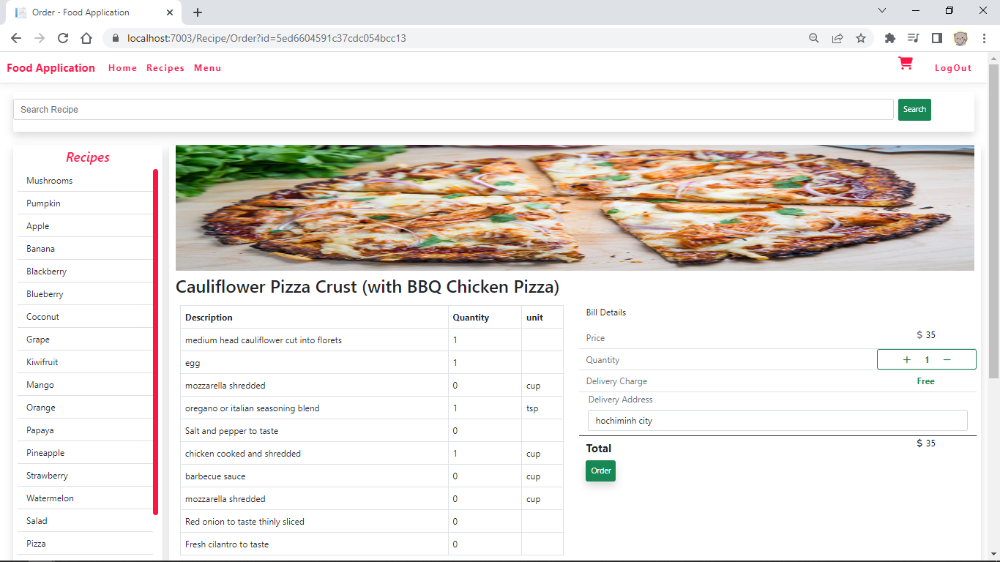 Order - Food Application
localhost:7003/Recipe/Order?id=5ed6604591c37cdc054bcc13
Food Application Home Recipes Menu LogOut
Search Recipe Search
Recipes
Mushrooms
Pumpkin
Apple
Banana
Blackberry
Blueberry
Coconut
Grape
Kiwifruit
Mango
Orange
Papaya
Pineapple
Strawberry
Watermelon
Salad
Pizza
Cauliflower Pizza Crust (with BBQ Chicken Pizza)
Description Quantity unit
medium head cauliflower cut into florets 1
egg 1
mozzarella shredded 0 cup
oregano or italian seasoning blend 1 tsp
Salt and pepper to taste 0
chicken cooked and shredded 1 cup
barbecue sauce 0 cup
mozzarella shredded 0 cup
Red onion to taste thinly sliced 0
Fresh cilantro to taste 0
Bill Details
Price $ 35
Quantity + 1 −
Delivery Charge Free
Delivery Address
hochiminh city
Total $ 35
Order